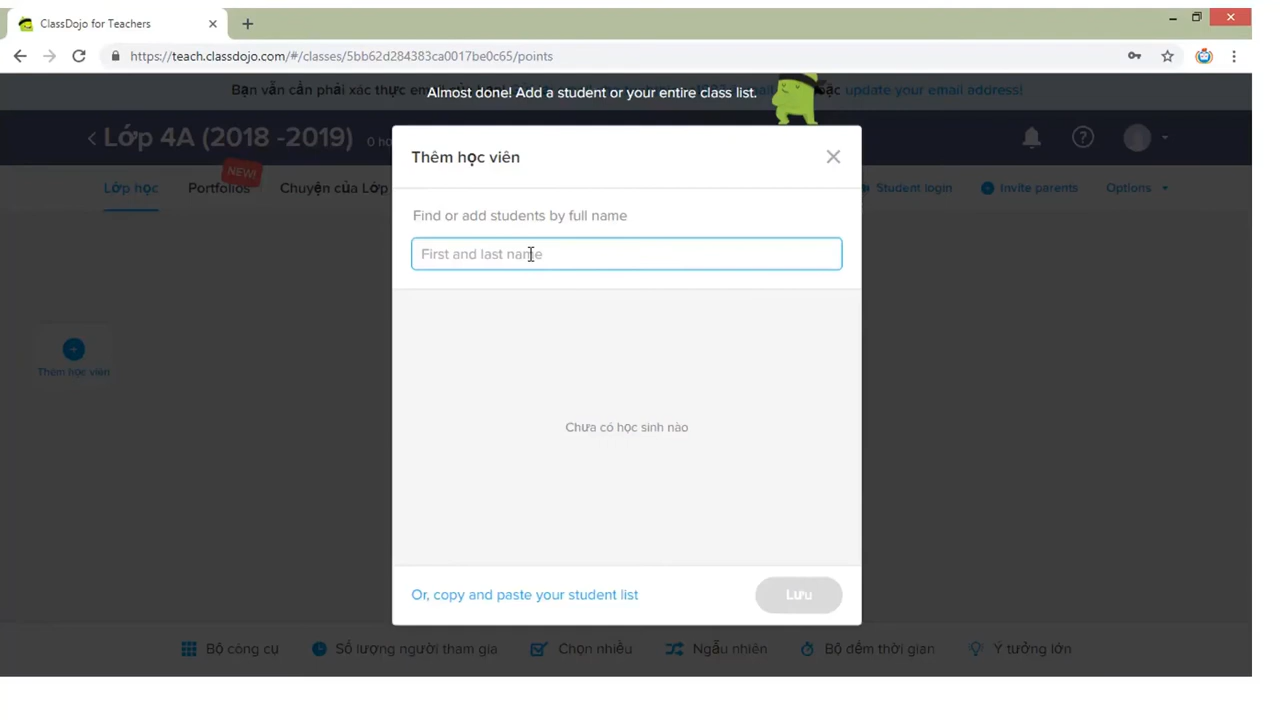 ClassDojo for Teachers
https://teach.classdojo.com/#/classes/5bb62d284383ca0017be0c65/points
Bạn vẫn cần phải xác thực update your email address!
Almost done! Add a student or your entire class list.
Lớp 4A (2018 -2019) 0
Thêm học viên
NEW!
Lớp học Portfolios Chuyện của Lớp Student login Invite parents Options
Find or add students by full name
First and last name
Thêm học viên
Chưa có học sinh nào
Or, copy and paste your student list Lưu
Bộ công cụ Số lượng người tham gia Chọn nhiều Ngẫu nhiên Bộ đếm thời gian Ý tưởng lớn